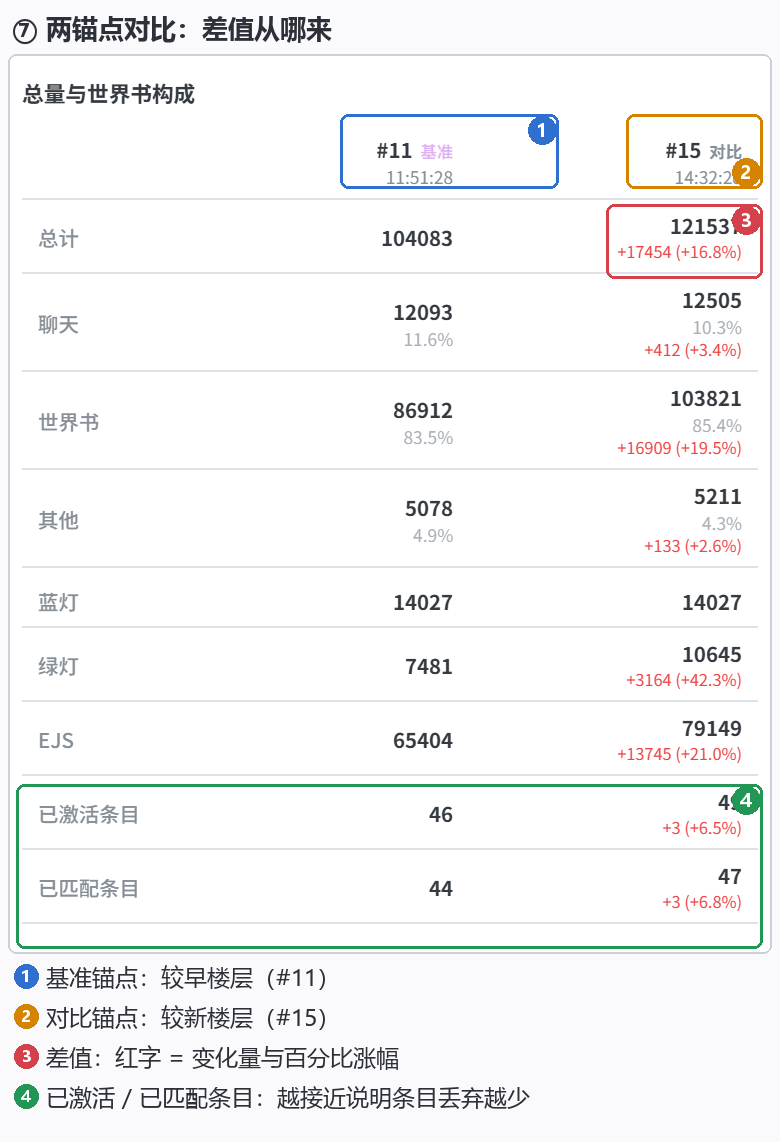 ⑦ 两锚点对比：差值从哪来
总量与世界书构成
1
#11 基准
#15 对比
2
11:51:28
14:32:2
3
总计
104083
12153
+17454 (+16.8%)
聊天
12093
12505
11.6%
10.3%
+412 (+3.4%)
世界书
86912
103821
83.5%
85.4%
+16909 (+19.5%)
其他
5078
5211
4.9%
4.3%
+133 (+2.6%)
蓝灯
14027
14027
绿灯
7481
10645
+3164 (+42.3%)
EJS
65404
79149
+13745 (+21.0%)
4
已激活条目
46
4
+3 (+6.5%)
已匹配条目
44
47
+3 (+6.8%)
1 基准锚点：较早楼层（#11）
2 对比锚点：较新楼层（#15）
3 差值：红字 = 变化量与百分比涨幅
4 已激活 / 已匹配条目：越接近说明条目丢弃越少